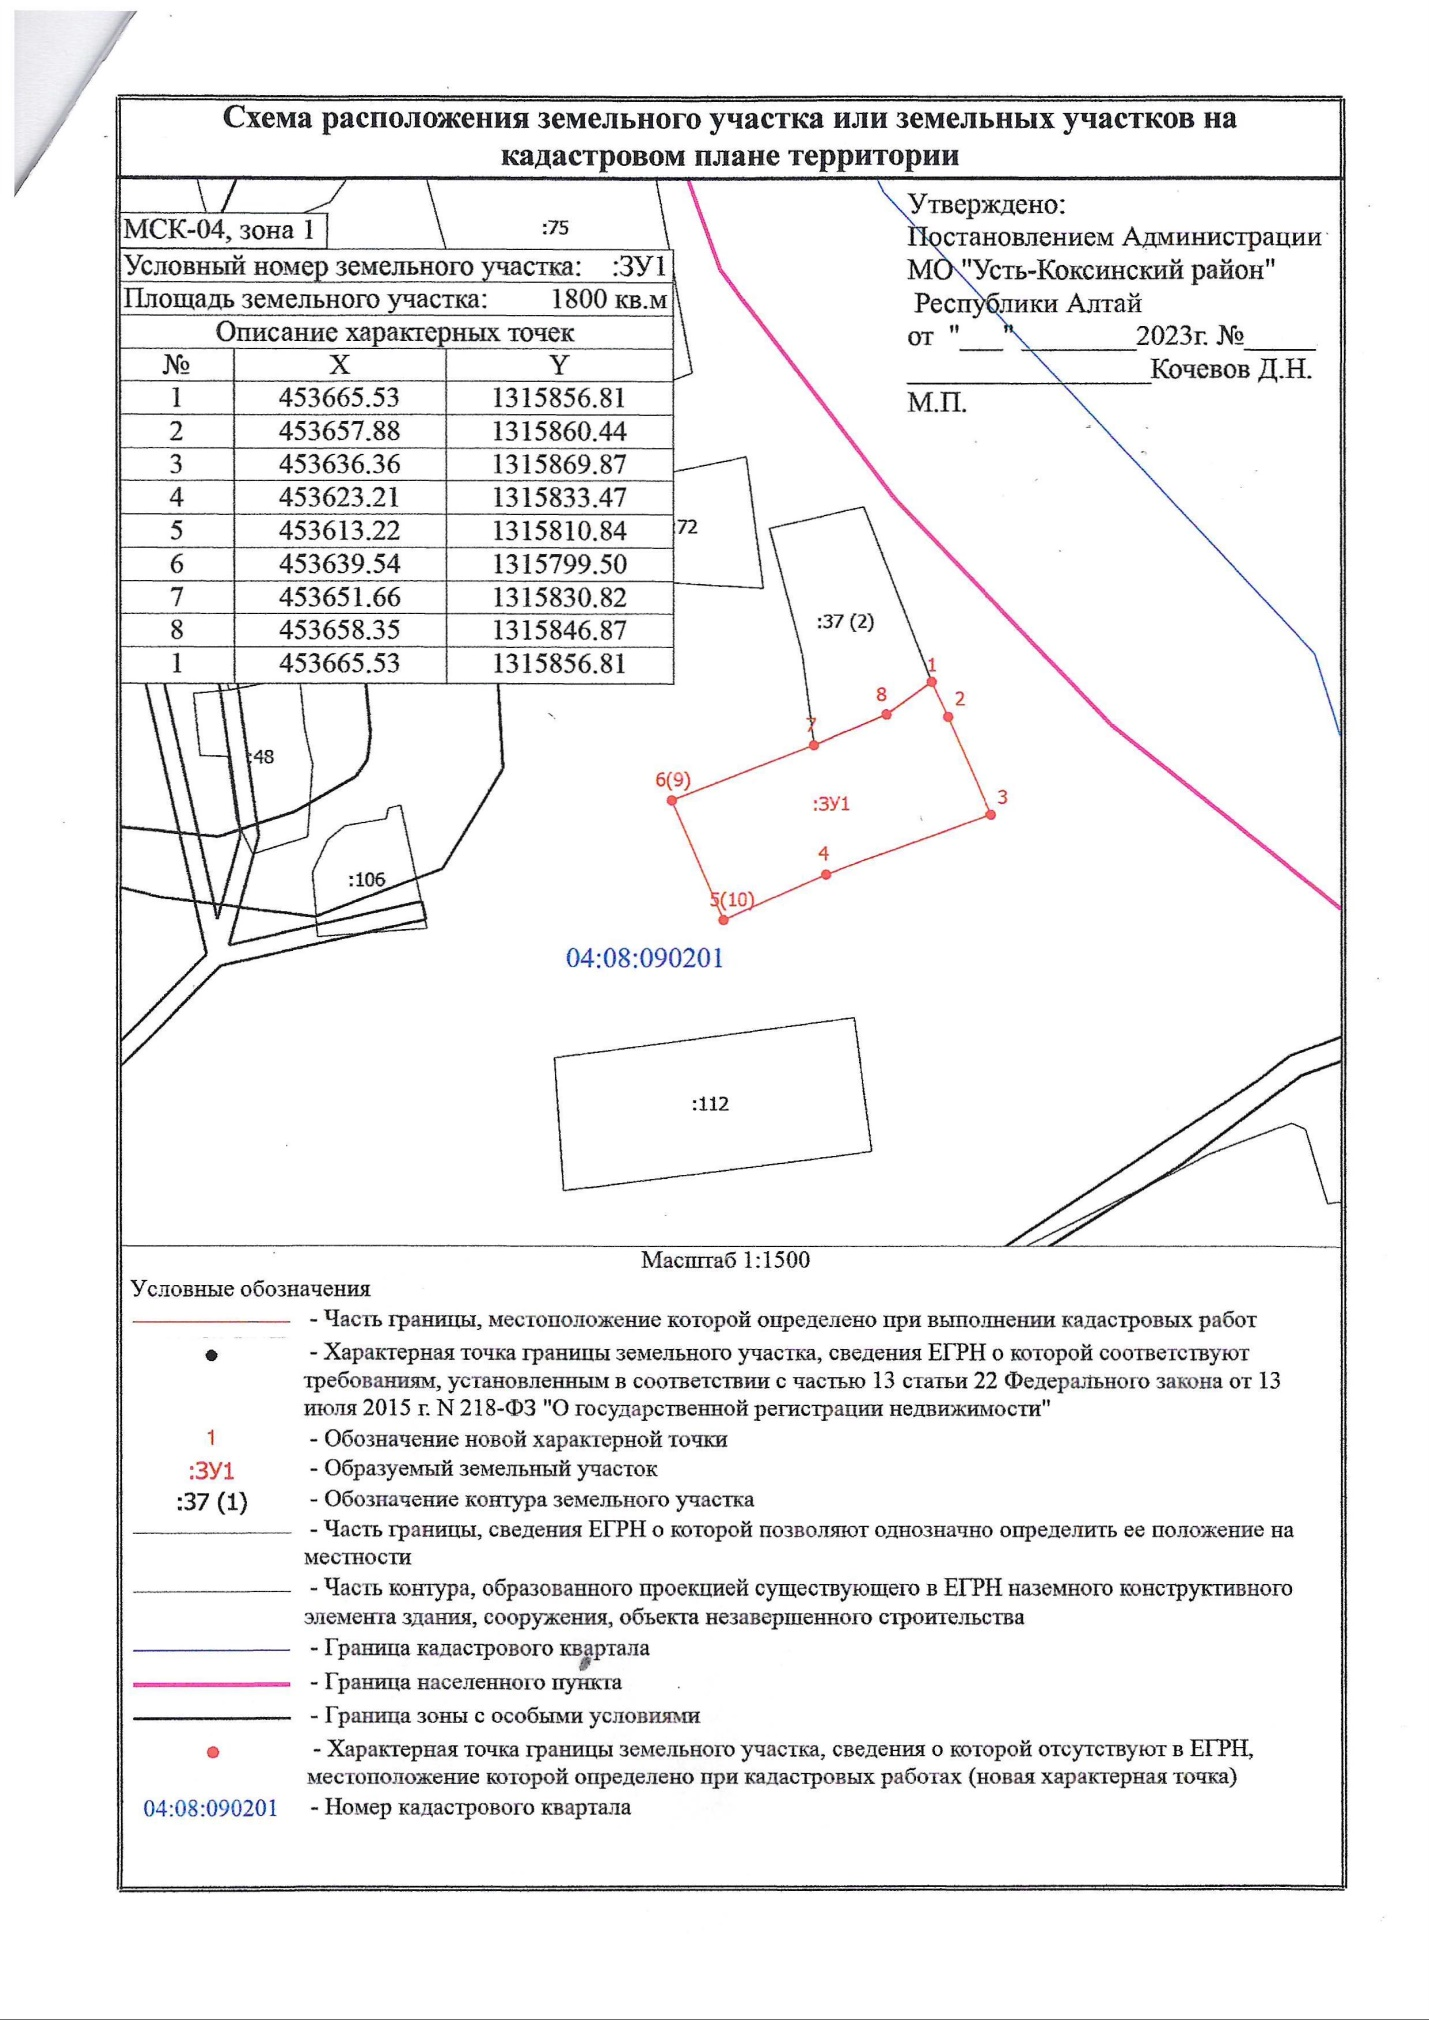 Схема расположения земельного участка или земельных участков на
кадастровом плане территории
МСК-04, зона 1
Условный номер земельного участка: :ЗУ1
Площадь земельного участка: 1800 кв.м
Описание характерных точек
№ X Y
1 453665.53 1315856.81
2 453657.88 1315860.44
3 453636.36 1315869.87
4 453623.21 1315833.47
5 453613.22 1315810.84
6 453639.54 1315799.50
7 453651.66 1315830.82
8 453658.35 1315846.87
1 453665.53 1315856.81
Утверждено:
Постановлением Администрации
МО "Усть-Коксинский район"
Республики Алтай
от "___" ________2023г. №_____
_________________Кочевов Д.Н.
М.П.
:75
:72
:37 (2)
1
2
8
7
6(9)
:ЗУ1
3
4
5(10)
:48
:106
04:08:090201
:112
Масштаб 1:1500
Условные обозначения
- Часть границы, местоположение которой определено при выполнении кадастровых работ
- Характерная точка границы земельного участка, сведения ЕГРН о которой соответствуют
требованиям, установленным в соответствии с частью 13 статьи 22 Федерального закона от 13
июля 2015 г. N 218-ФЗ "О государственной регистрации недвижимости"
1 - Обозначение новой характерной точки
:ЗУ1 - Образуемый земельный участок
:37 (1) - Обозначение контура земельного участка
- Часть границы, сведения ЕГРН о которой позволяют однозначно определить ее положение на
местности
- Часть контура, образованного проекцией существующего в ЕГРН наземного конструктивного
элемента здания, сооружения, объекта незавершенного строительства
- Граница кадастрового квартала
- Граница населенного пункта
- Граница зоны с особыми условиями
- Характерная точка границы земельного участка, сведения о которой отсутствуют в ЕГРН,
местоположение которой определено при кадастровых работах (новая характерная точка)
04:08:090201 - Номер кадастрового квартала